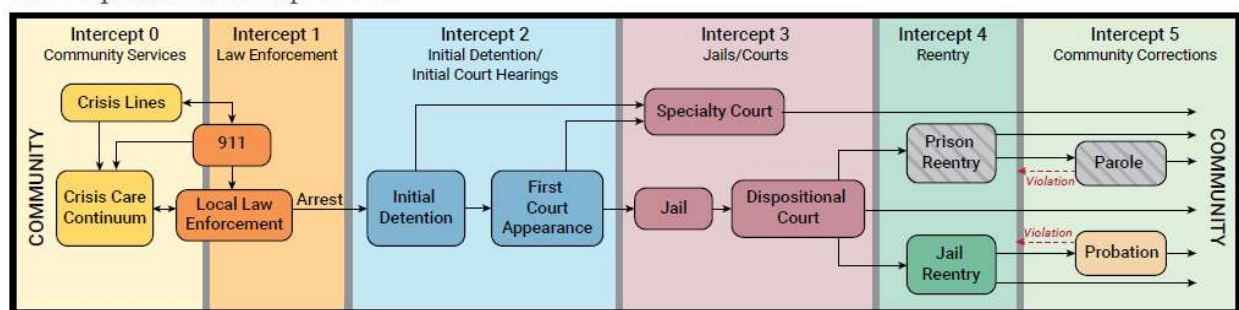 Intercept 0
Community Services
Intercept 1
Law Enforcement
Intercept 2
Initial Detention/
Initial Court Hearings
Intercept 3
Jails/Courts
Intercept 4
Reentry
Intercept 5
Community Corrections
COMMUNITY
Crisis Lines
911
Crisis Care
Continuum
Local Law
Enforcement
Arrest
Initial
Detention
First
Court
Appearance
Specialty Court
Jail
Dispositional
Court
Prison
Reentry
Violation
Parole
Jail
Reentry
Violation
Probation
COMMUNITY